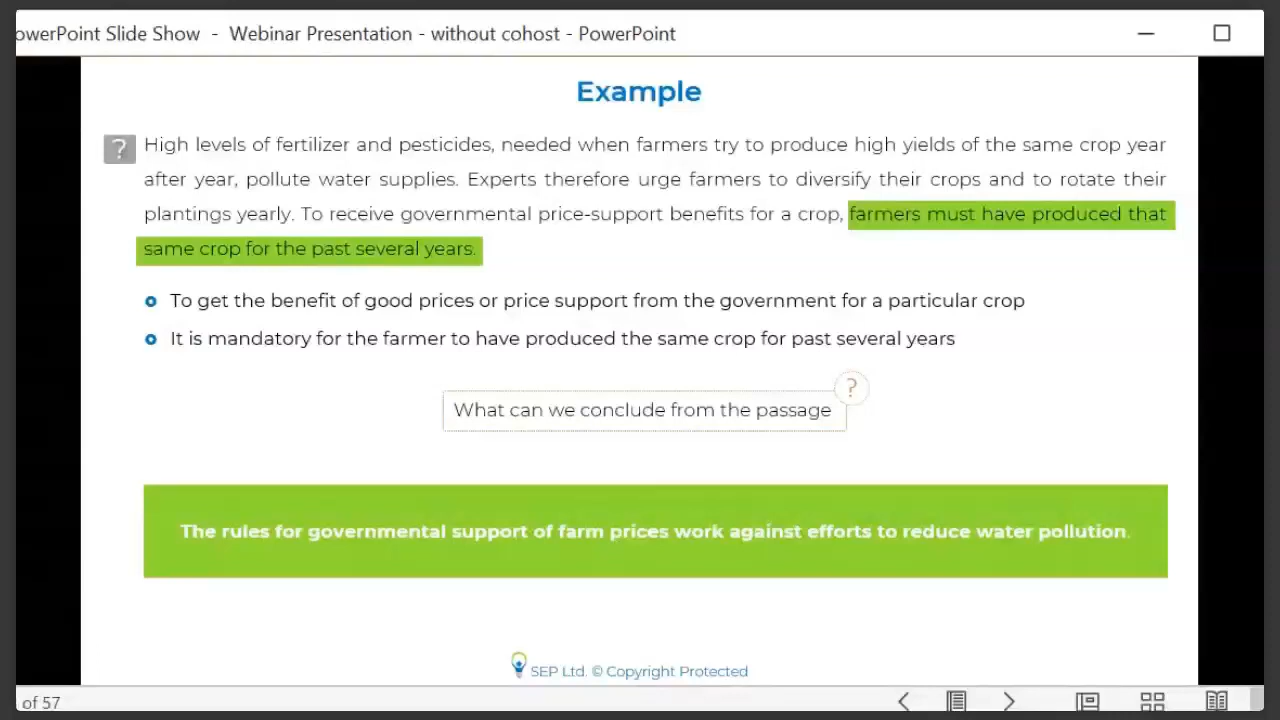 owerPoint Slide Show - Webinar Presentation - without cohost - PowerPoint
Example
?
High levels of fertilizer and pesticides, needed when farmers try to produce high yields of the same crop year
after year, pollute water supplies. Experts therefore urge farmers to diversify their crops and to rotate their
plantings yearly. To receive governmental price-support benefits for a crop, farmers must have produced that
same crop for the past several years.
To get the benefit of good prices or price support from the government for a particular crop
It is mandatory for the farmer to have produced the same crop for past several years
?
What can we conclude from the passage
The rules for governmental support of farm prices work against efforts to reduce water pollution.
SEP Ltd. © Copyright Protected
of 57